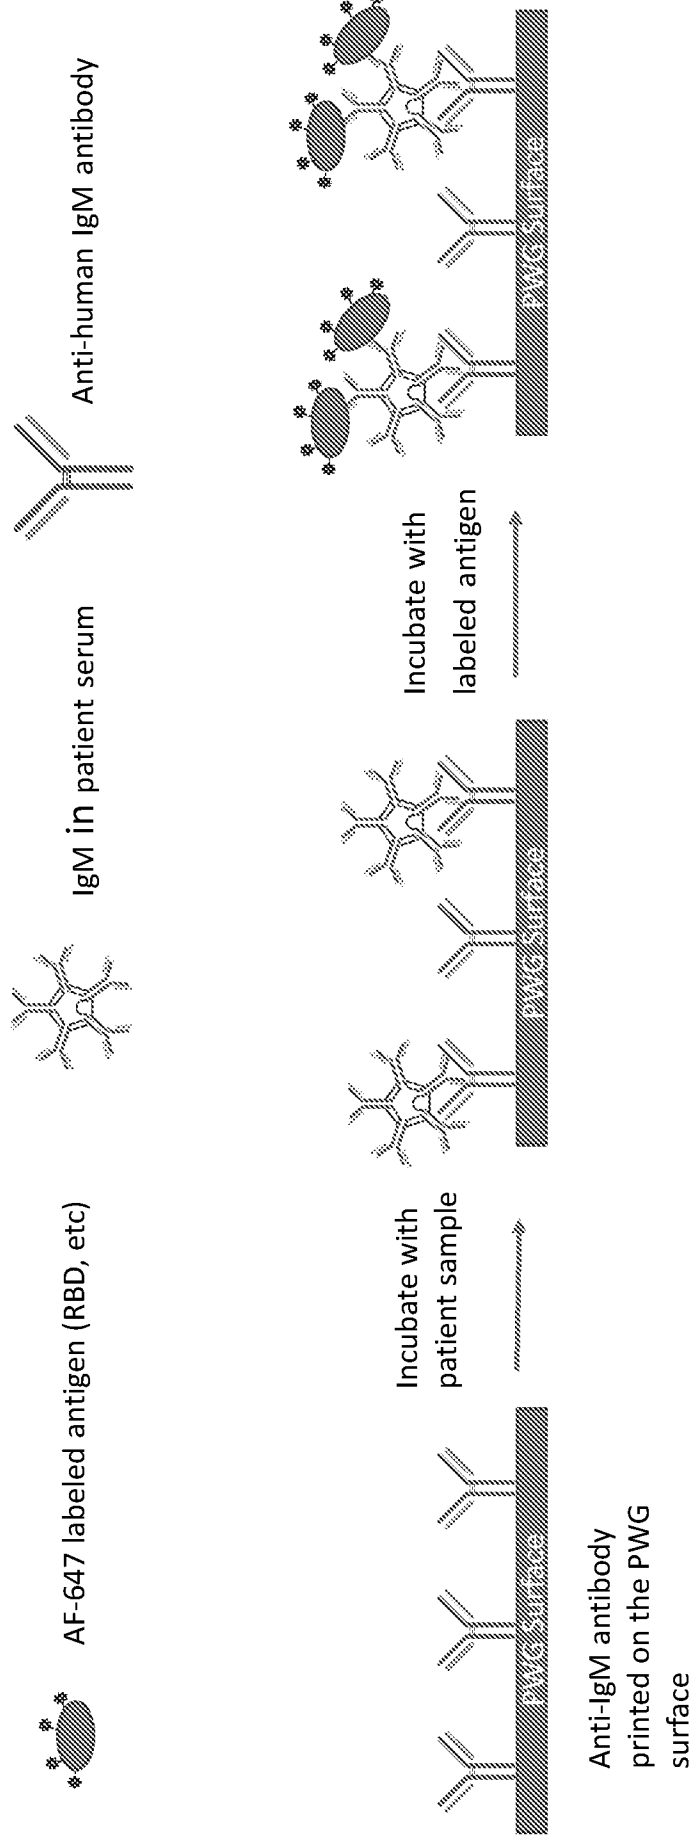 AF-647 labeled antigen (RBD, etc)
IgM in patient serum
Anti-human IgM antibody
Incubate with
patient sample
Incubate with
labeled antigen
PWG Surface
PWG Surface
PWG Surface
Anti-IgM antibody
printed on the PWG
surface